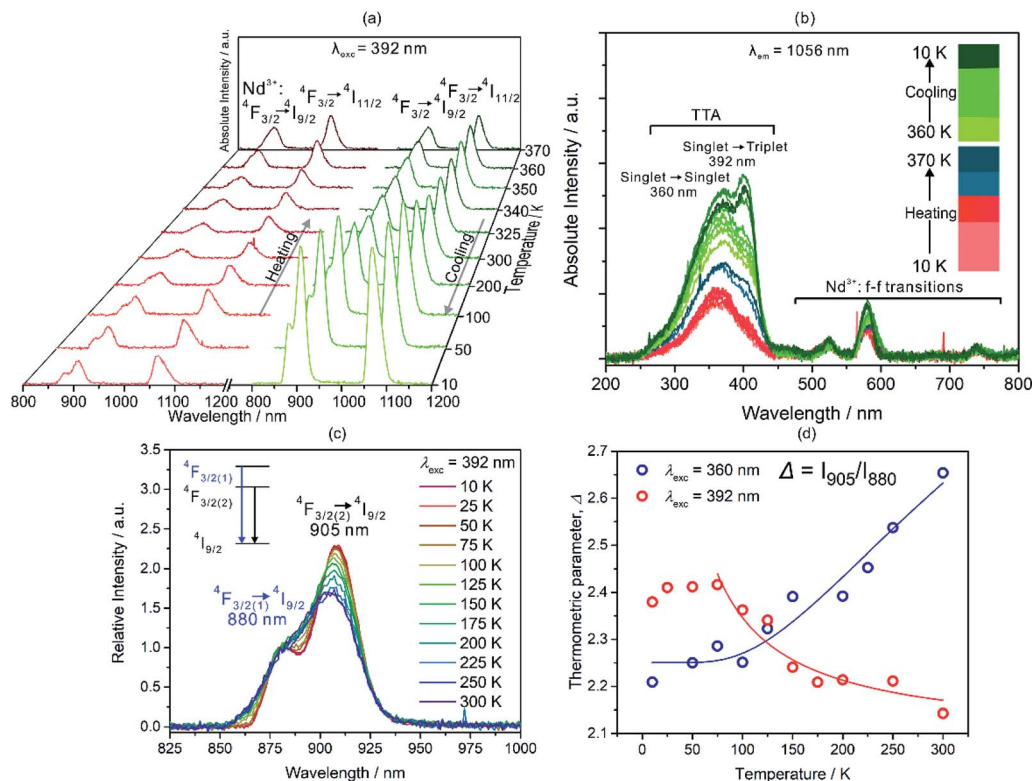 (a)
λexc = 392 nm
Nd³⁺:
⁴F₃/₂→⁴I₉/₂
⁴F₃/₂→⁴I₁₁/₂
⁴F₃/₂→⁴I₉/₂
⁴F₃/₂→⁴I₁₁/₂
Absolute Intensity / a.u.
Heating
Cooling
370
360
350
340
325
300
200
100
50
10
Temperature / K
800 900 1000 1100 1200 800 900 1000 1100 1200
Wavelength / nm
Wavelength / nm
(b)
λem = 1056 nm
TTA
Singlet → Triplet
392 nm
Singlet → Singlet
360 nm
Nd³⁺: f-f transitions
10 K
Cooling
360 K
370 K
Heating
10 K
Absolute Intensity / a.u.
200 300 400 500 600 700 800
Wavelength / nm
(c)
⁴F₃/₂(1)
⁴F₃/₂(2)
⁴I₉/₂
⁴F₃/₂(2)→⁴I₉/₂
905 nm
⁴F₃/₂(1)→⁴I₉/₂
880 nm
λexc = 392 nm
10 K
25 K
50 K
75 K
100 K
125 K
150 K
175 K
200 K
225 K
250 K
300 K
Relative Intensity / a.u.
3.5
3.0
2.5
2.0
1.5
1.0
0.5
0.0
825 850 875 900 925 950 975 1000
Wavelength / nm
(d)
λexc = 360 nm
λexc = 392 nm
Δ = I₉₀₅/I₈₈₀
Thermometric parameter, Δ
2.7
2.6
2.5
2.4
2.3
2.2
2.1
0 50 100 150 200 250 300
Temperature / K